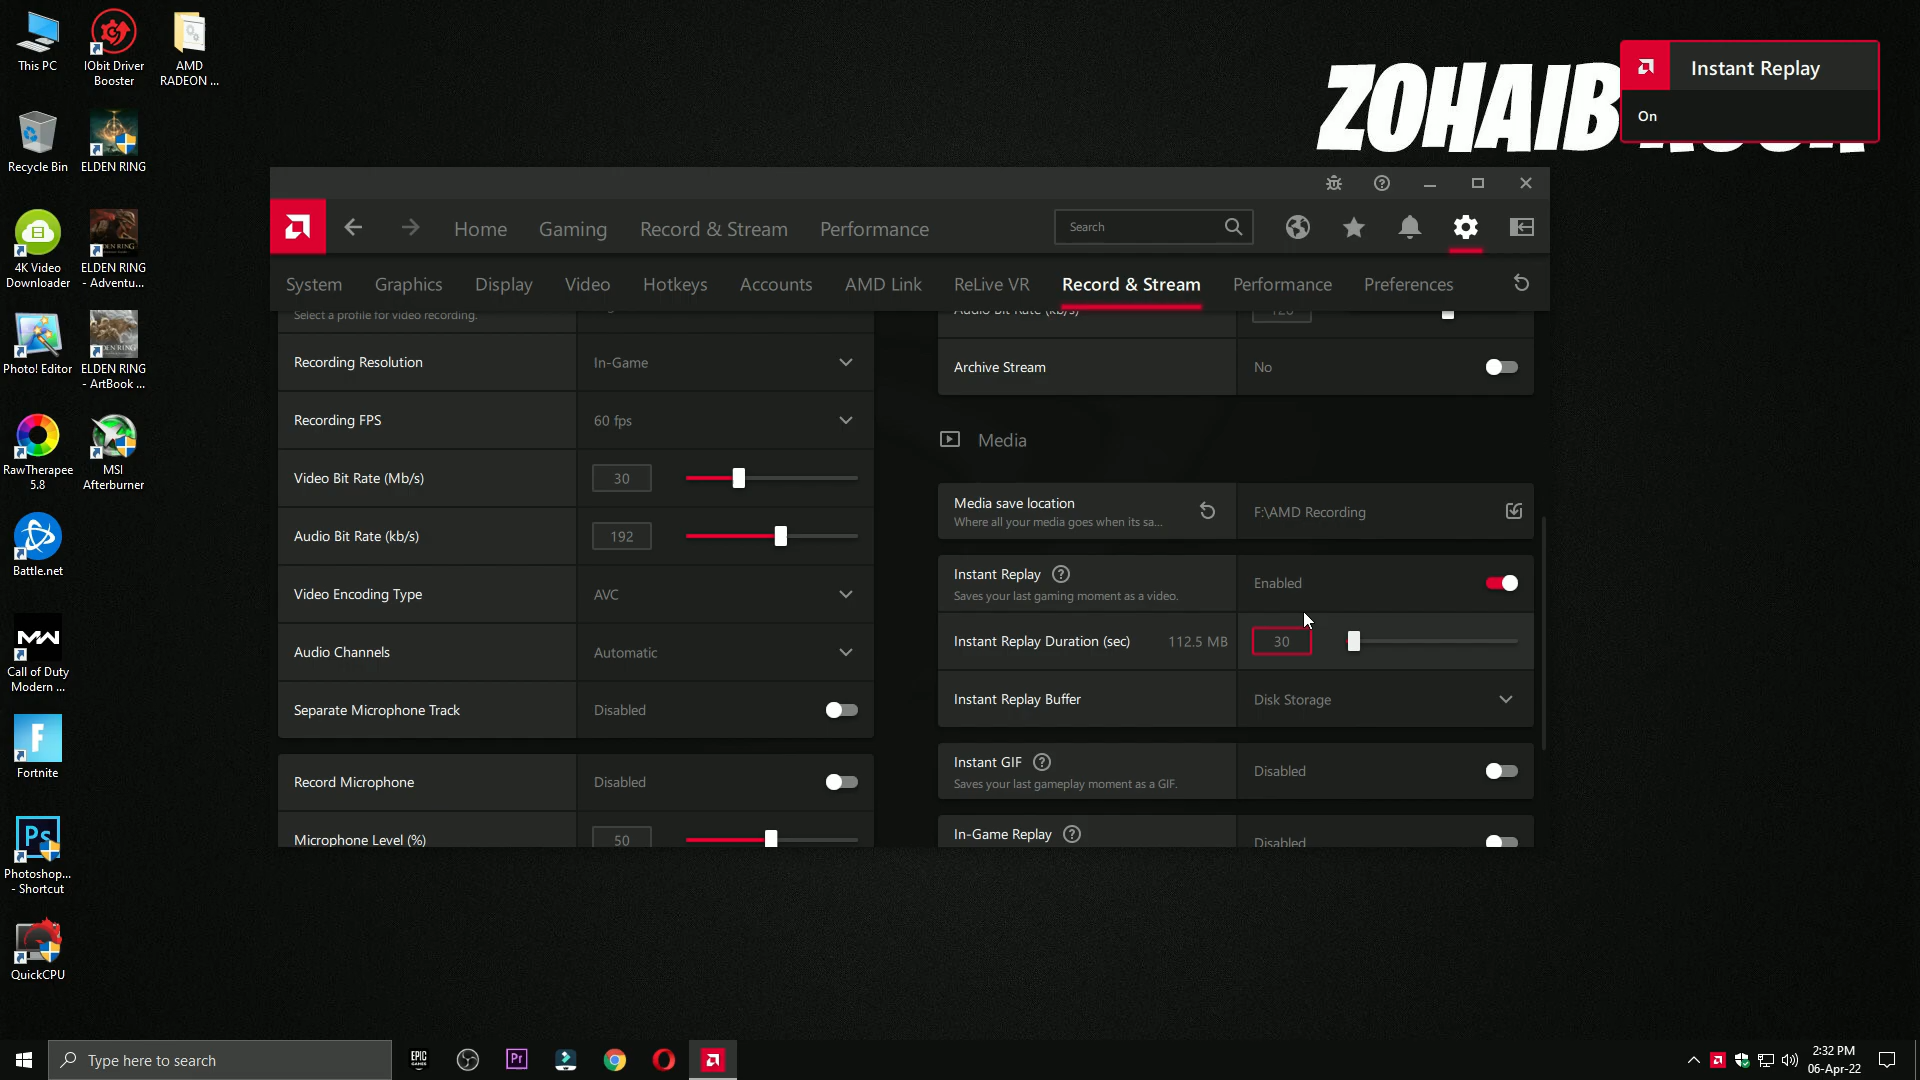 This PC
IObit Driver
Booster
AMD
RADEON ...
Recycle Bin
ELDEN RING
4K Video
Downloader
ELDEN RING
- Adventu...
Photo! Editor
ELDEN RING
- ArtBook ...
RawTherapee
5.8
MSI
Afterburner
Battle.net
Call of Duty
Modern ...
Fortnite
Photoshop...
- Shortcut
QuickCPU
ZOHAIB
Instant Replay
On
Home
Gaming
Record & Stream
Performance
Search
System
Graphics
Display
Video
Hotkeys
Accounts
AMD Link
ReLive VR
Record & Stream
Performance
Preferences
Select a profile for video recording.
Recording Resolution
In-Game
Recording FPS
60 fps
Video Bit Rate (Mb/s)
30
Audio Bit Rate (kb/s)
192
Video Encoding Type
AVC
Audio Channels
Automatic
Separate Microphone Track
Disabled
Record Microphone
Disabled
Microphone Level (%)
50
Audio Bit Rate (kb/s)
128
Archive Stream
No
Media
Media save location
Where all your media goes when its sa...
F:\AMD Recording
Instant Replay
Saves your last gaming moment as a video.
Enabled
Instant Replay Duration (sec)
112.5 MB
30
Instant Replay Buffer
Disk Storage
Instant GIF
Saves your last gameplay moment as a GIF.
Disabled
In-Game Replay
Disabled
Type here to search
EPIC
GAMES
Pr
2:32 PM
06-Apr-22